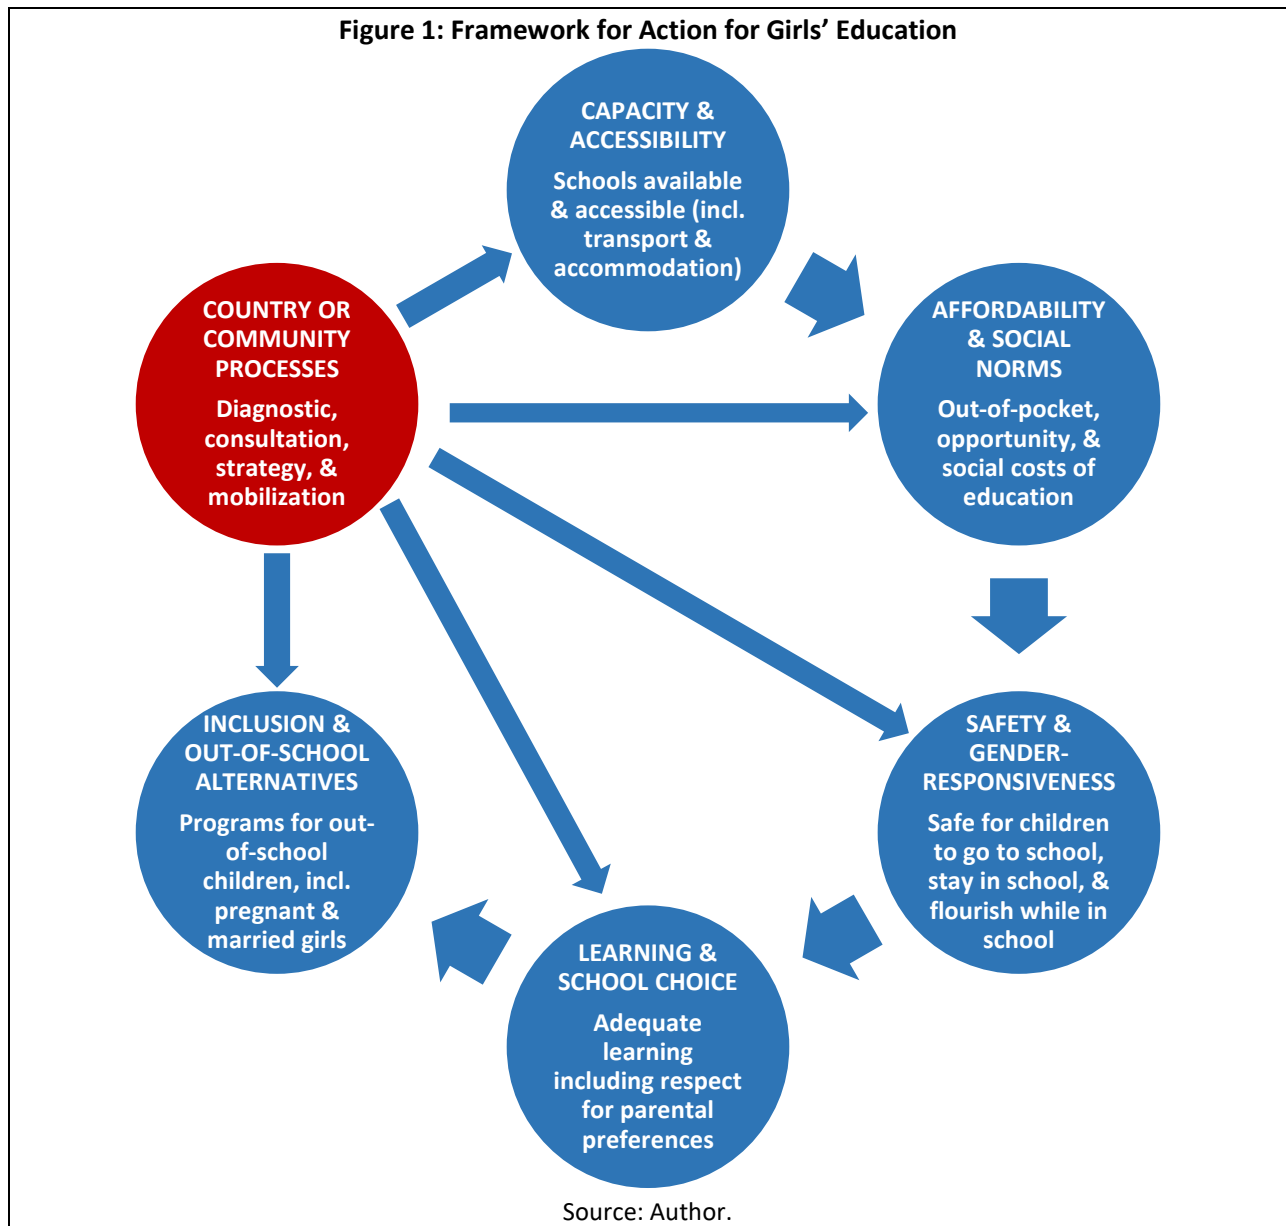 Figure 1: Framework for Action for Girls’ Education
CAPACITY &
ACCESSIBILITY
Schools available
& accessible (incl.
transport &
accommodation)
COUNTRY OR
COMMUNITY
PROCESSES
Diagnostic,
consultation,
strategy, &
mobilization
AFFORDABILITY
& SOCIAL
NORMS
Out-of-pocket,
opportunity, &
social costs of
education
INCLUSION &
OUT-OF-SCHOOL
ALTERNATIVES
Programs for out-
of-school
children, incl.
pregnant &
married girls
SAFETY &
GENDER-
RESPONSIVENESS
Safe for children
to go to school,
stay in school, &
flourish while in
school
LEARNING &
SCHOOL CHOICE
Adequate
learning
including respect
for parental
preferences
Source: Author.